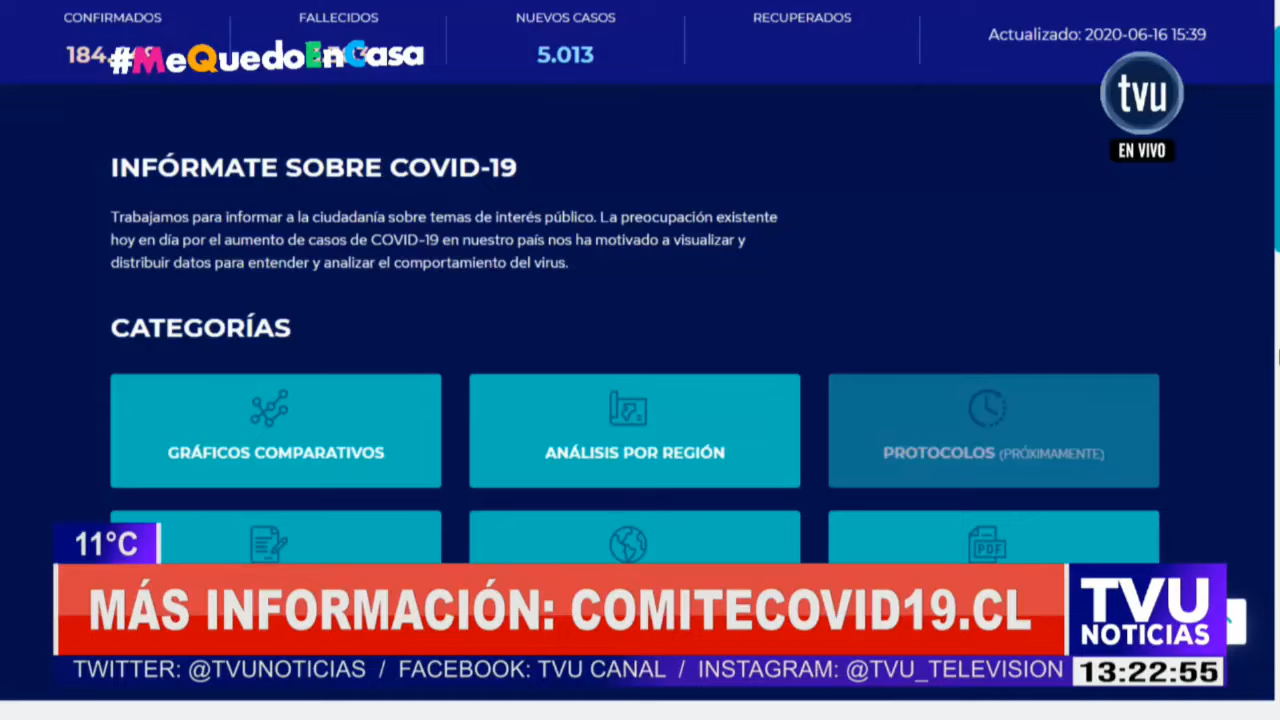 CONFIRMADOS
FALLECIDOS
NUEVOS CASOS
RECUPERADOS
#MeQuedoEnCasa
5.013
Actualizado: 2020-06-16 15:39
tvu
EN VIVO
INFÓRMATE SOBRE COVID-19
Trabajamos para informar a la ciudadanía sobre temas de interés público. La preocupación existente
hoy en día por el aumento de casos de COVID-19 en nuestro país nos ha motivado a visualizar y
distribuir datos para entender y analizar el comportamiento del virus.
CATEGORÍAS
GRÁFICOS COMPARATIVOS
ANÁLISIS POR REGIÓN
PROTOCOLOS (PRÓXIMAMENTE)
PDF
11°C
MÁS INFORMACIÓN: COMITECOVID19.CL
TVU
NOTICIAS
TWITTER: @TVUNOTICIAS / FACEBOOK: TVU CANAL / INSTAGRAM: @TVU_TELEVISION
13:22:55